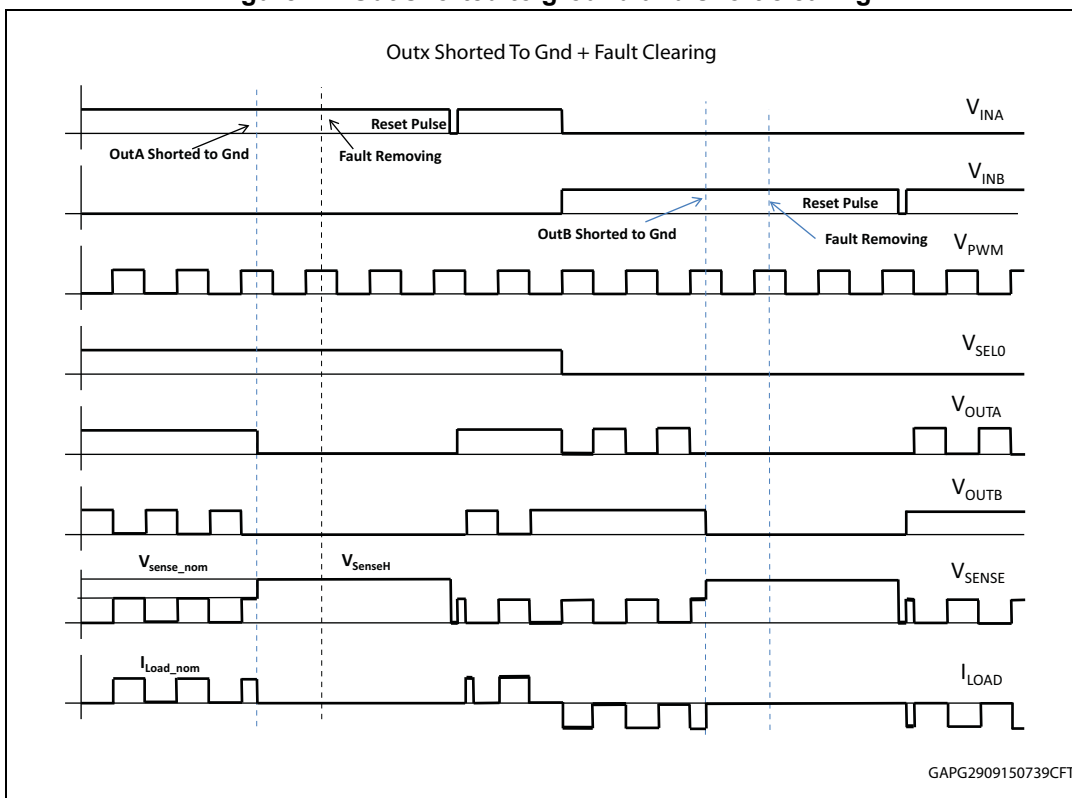 Outx Shorted To Gnd + Fault Clearing
V_INA
Reset Pulse
OutA Shorted to Gnd
Fault Removing
V_INB
Reset Pulse
OutB Shorted to Gnd
Fault Removing
V_PWM
V_SEL0
V_OUTA
V_OUTB
V_sense_nom
V_SenseH
V_SENSE
I_Load_nom
I_LOAD
GAPG2909150739CFT